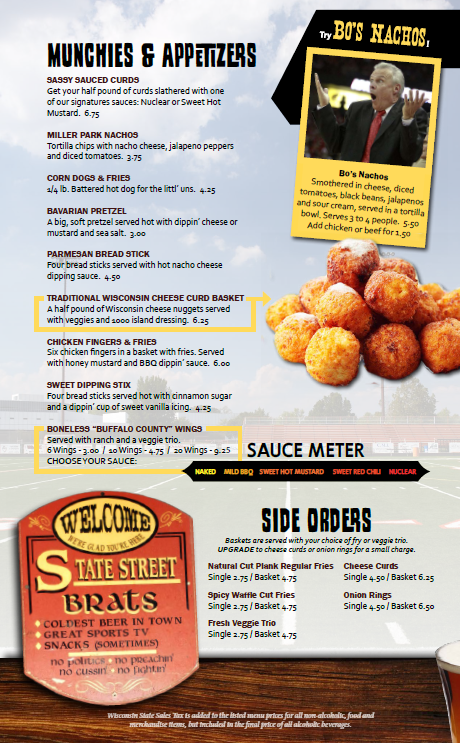 MUNCHIES & APPETIZERS
SASSY SAUCED CURDS
Get your half pound of curds slathered with one
of our signatures sauces: Nuclear or Sweet Hot
Mustard. 6.75
MILLER PARK NACHOS
Tortilla chips with nacho cheese, jalapeno peppers
and diced tomatoes. 3.75
CORN DOGS & FRIES
1/4 lb. Battered hot dog for the littl' uns. 4.25
BAVARIAN PRETZEL
A big, soft pretzel served hot with dippin' cheese or
mustard and sea salt. 3.00
PARMESAN BREAD STICK
Four bread sticks served with hot nacho cheese
dipping sauce. 4.50
TRADITIONAL WISCONSIN CHEESE CURD BASKET
A half pound of Wisconsin cheese nuggets served
with veggies and 1000 island dressing. 6.25
CHICKEN FINGERS & FRIES
Six chicken fingers in a basket with fries. Served
with honey mustard and BBQ dippin' sauce. 6.00
SWEET DIPPING STIX
Four bread sticks served hot with cinnamon sugar
and a dippin' cup of sweet vanilla icing. 4.25
BONELESS "BUFFALO COUNTY" WINGS
Served with ranch and a veggie trio.
6 Wings - 3.00 / 10 Wings - 4.75 / 20 Wings - 9.25
CHOOSE YOUR SAUCE:
Try BO'S NACHOS!
Bo's Nachos
Smothered in cheese, diced
tomatoes, black beans, jalapenos
and sour cream, served in a tortilla
bowl. Serves 3 to 4 people. 5.50
Add chicken or beef for 1.50
SAUCE METER
NAKED MILD BBQ SWEET HOT MUSTARD SWEET RED CHILI NUCLEAR
SIDE ORDERS
Baskets are served with your choice of fry or veggie trio.
UPGRADE to cheese curds or onion rings for a small charge.
Natural Cut Plank Regular Fries
Single 2.75 / Basket 4.75
Spicy Waffle Cut Fries
Single 2.75 / Basket 4.75
Fresh Veggie Trio
Single 2.75 / Basket 4.75
Cheese Curds
Single 4.50 / Basket 6.25
Onion Rings
Single 4.50 / Basket 6.50
WELCOME
WE'RE GLAD YOU'RE HERE
STATE STREET
BRATS
COLDEST BEER IN TOWN
GREAT SPORTS TV
SNACKS (SOMETIMES)
no politics • no preachin'
no cussin' • no fightin'
Wisconsin State Sales Tax is added to the listed menu prices for all non-alcoholic, food and
merchandise items, but included in the final price of all alcoholic beverages.